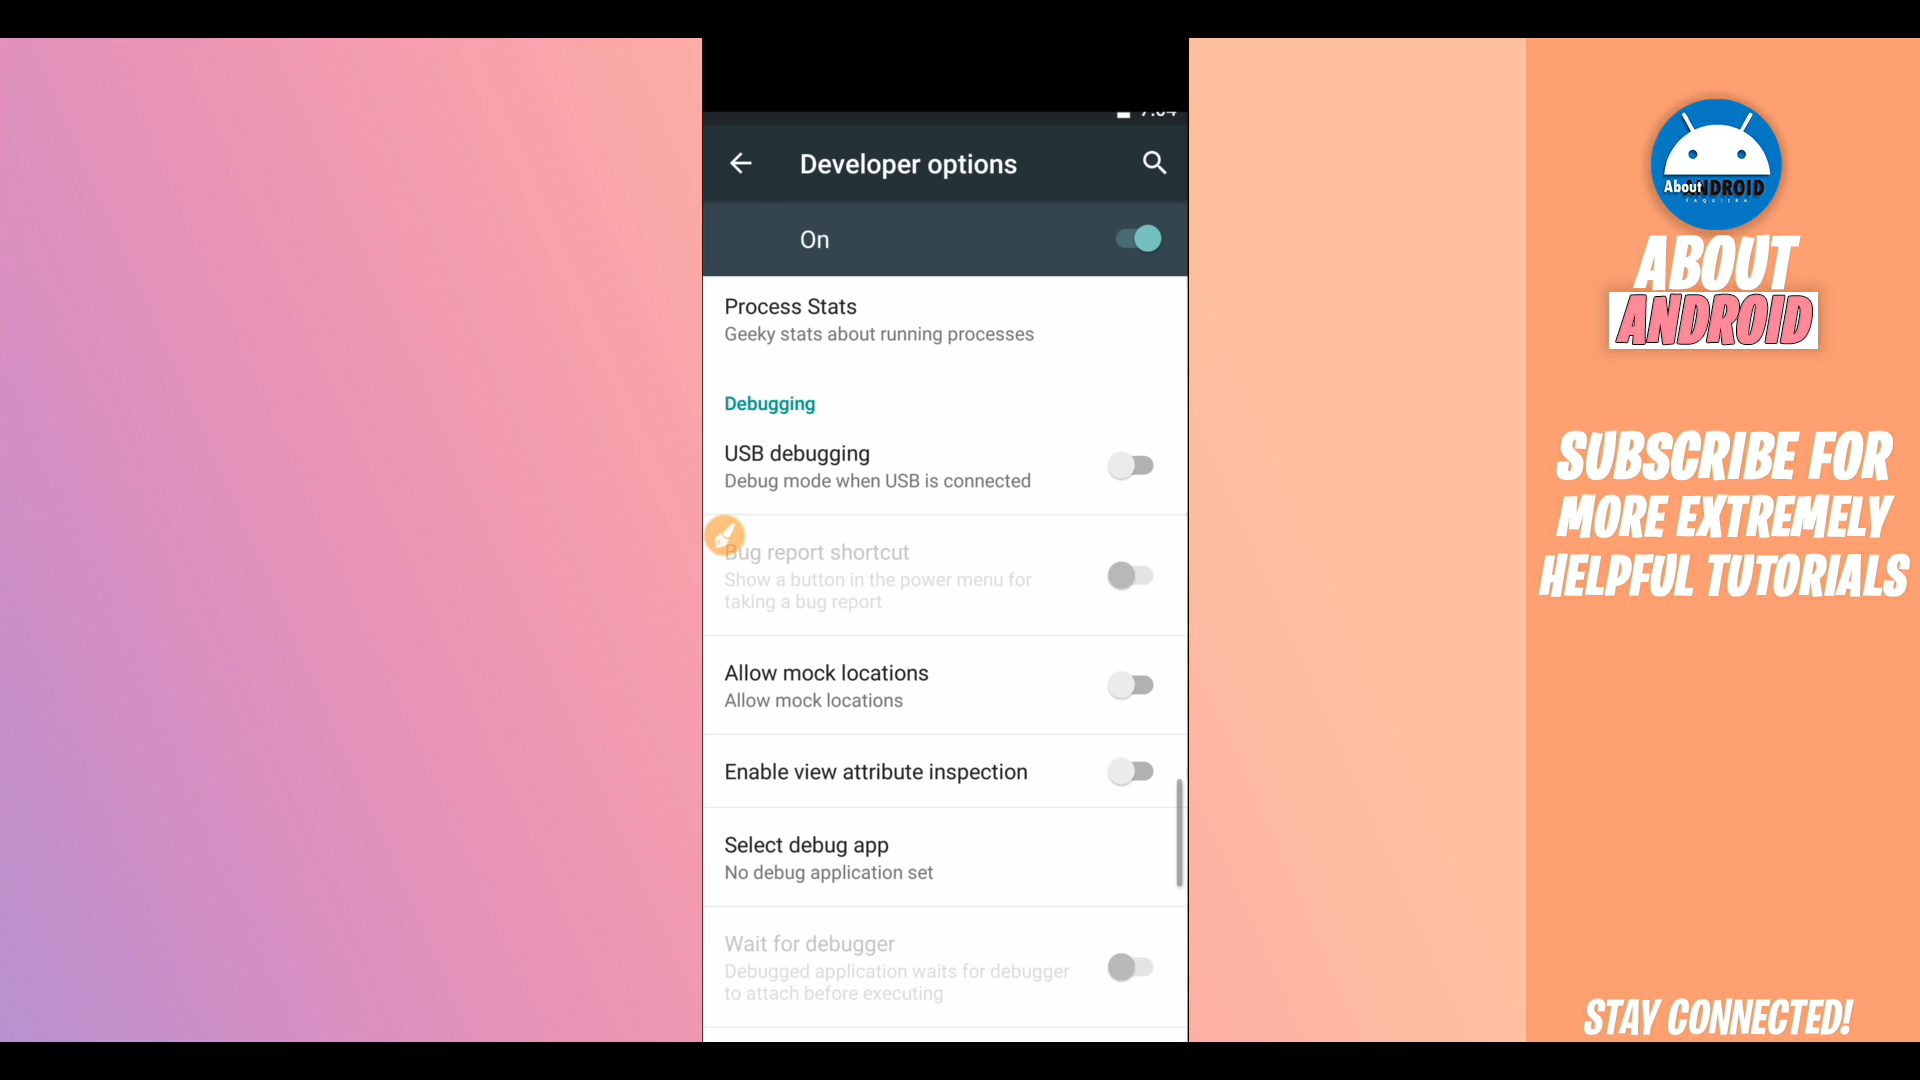 Developer options
On
Process Stats
Geeky stats about running processes
Debugging
USB debugging
Debug mode when USB is connected
Bug report shortcut
Show a button in the power menu for
taking a bug report
Allow mock locations
Allow mock locations
Enable view attribute inspection
Select debug app
No debug application set
Wait for debugger
Debugged application waits for debugger
to attach before executing
About ANDROID
FAQUIIRA
ABOUT
ANDROID
SUBSCRIBE FOR
MORE EXTREMELY
HELPFUL TUTORIALS
STAY CONNECTED!